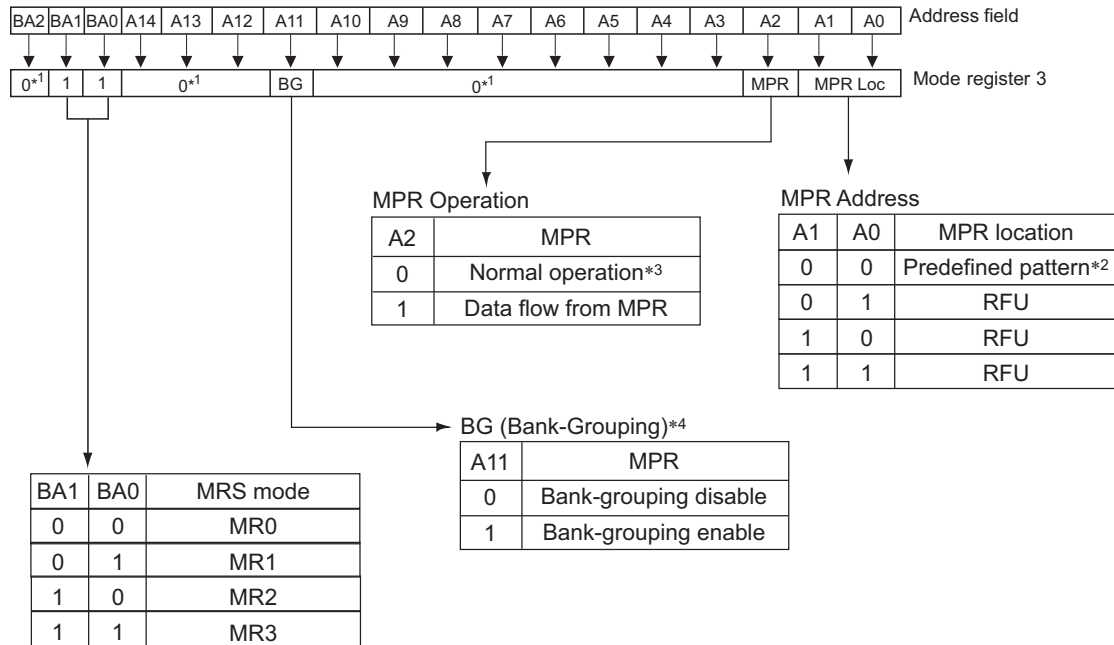 BA2 BA1 BA0 A14 A13 A12 A11 A10 A9 A8 A7 A6 A5 A4 A3 A2 A1 A0 Address field
0*1 1 1 0*1 BG 0*1 MPR MPR Loc Mode register 3
MPR Operation
A2 MPR
0 Normal operation*3
1 Data flow from MPR
MPR Address
A1 A0 MPR location
0 0 Predefined pattern*2
0 1 RFU
1 0 RFU
1 1 RFU
BG (Bank-Grouping)*4
A11 MPR
0 Bank-grouping disable
1 Bank-grouping enable
BA1 BA0 MRS mode
0 0 MR0
0 1 MR1
1 0 MR2
1 1 MR3